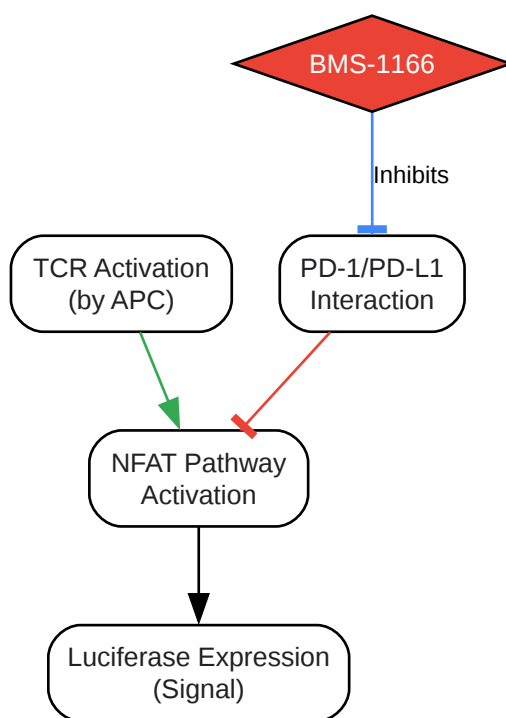 BMS-1166
Inhibits
TCR Activation
(by APC)
PD-1/PD-L1
Interaction
NFAT Pathway
Activation
Luciferase Expression
(Signal)